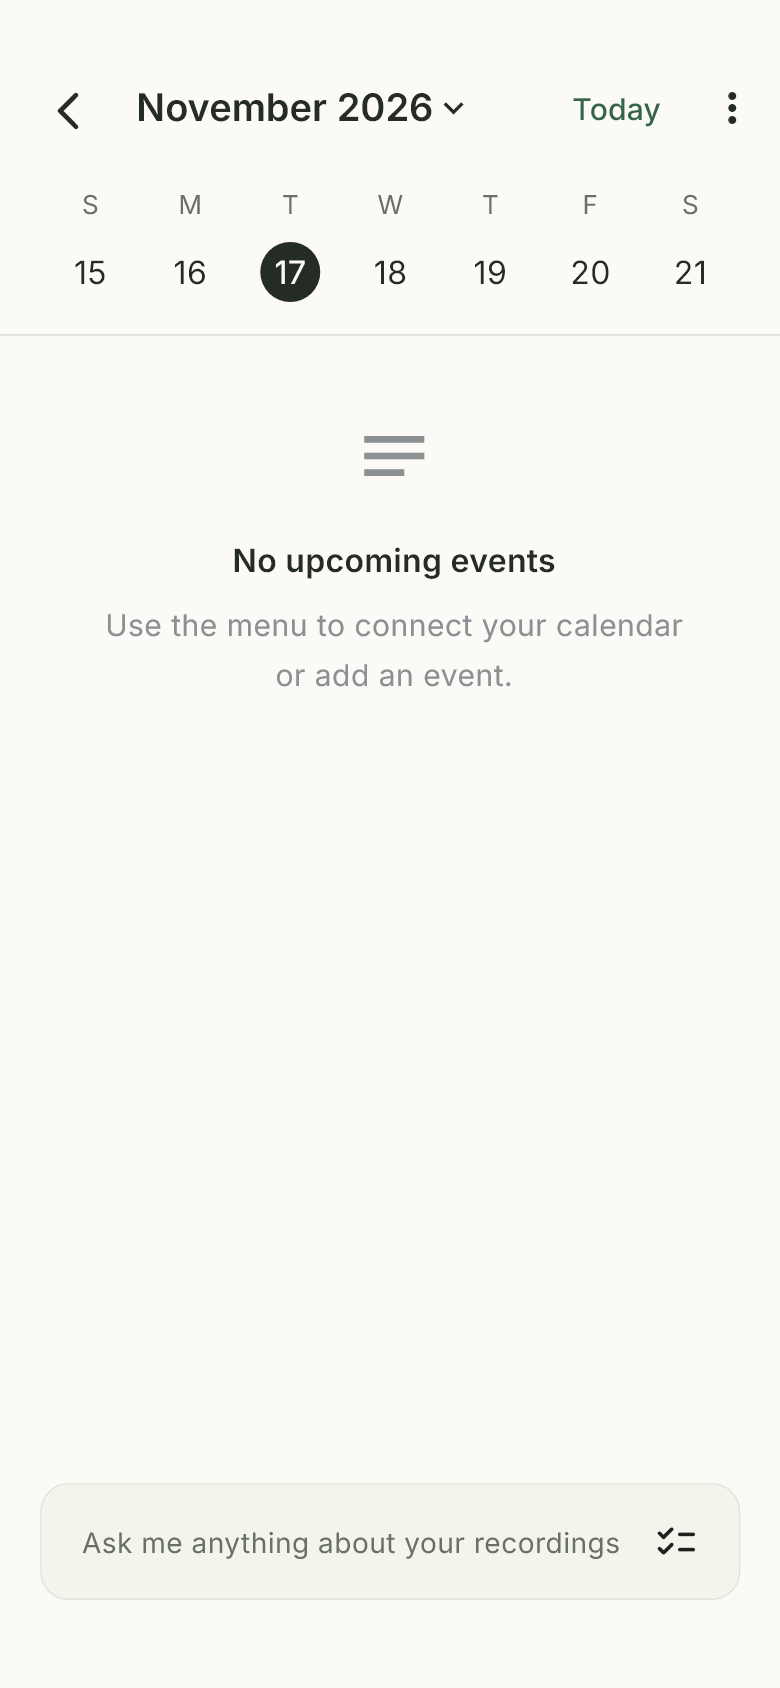 November 2026 Today
S M T W T F S
15 16 17 18 19 20 21
No upcoming events
Use the menu to connect your calendar
or add an event.
Ask me anything about your recordings